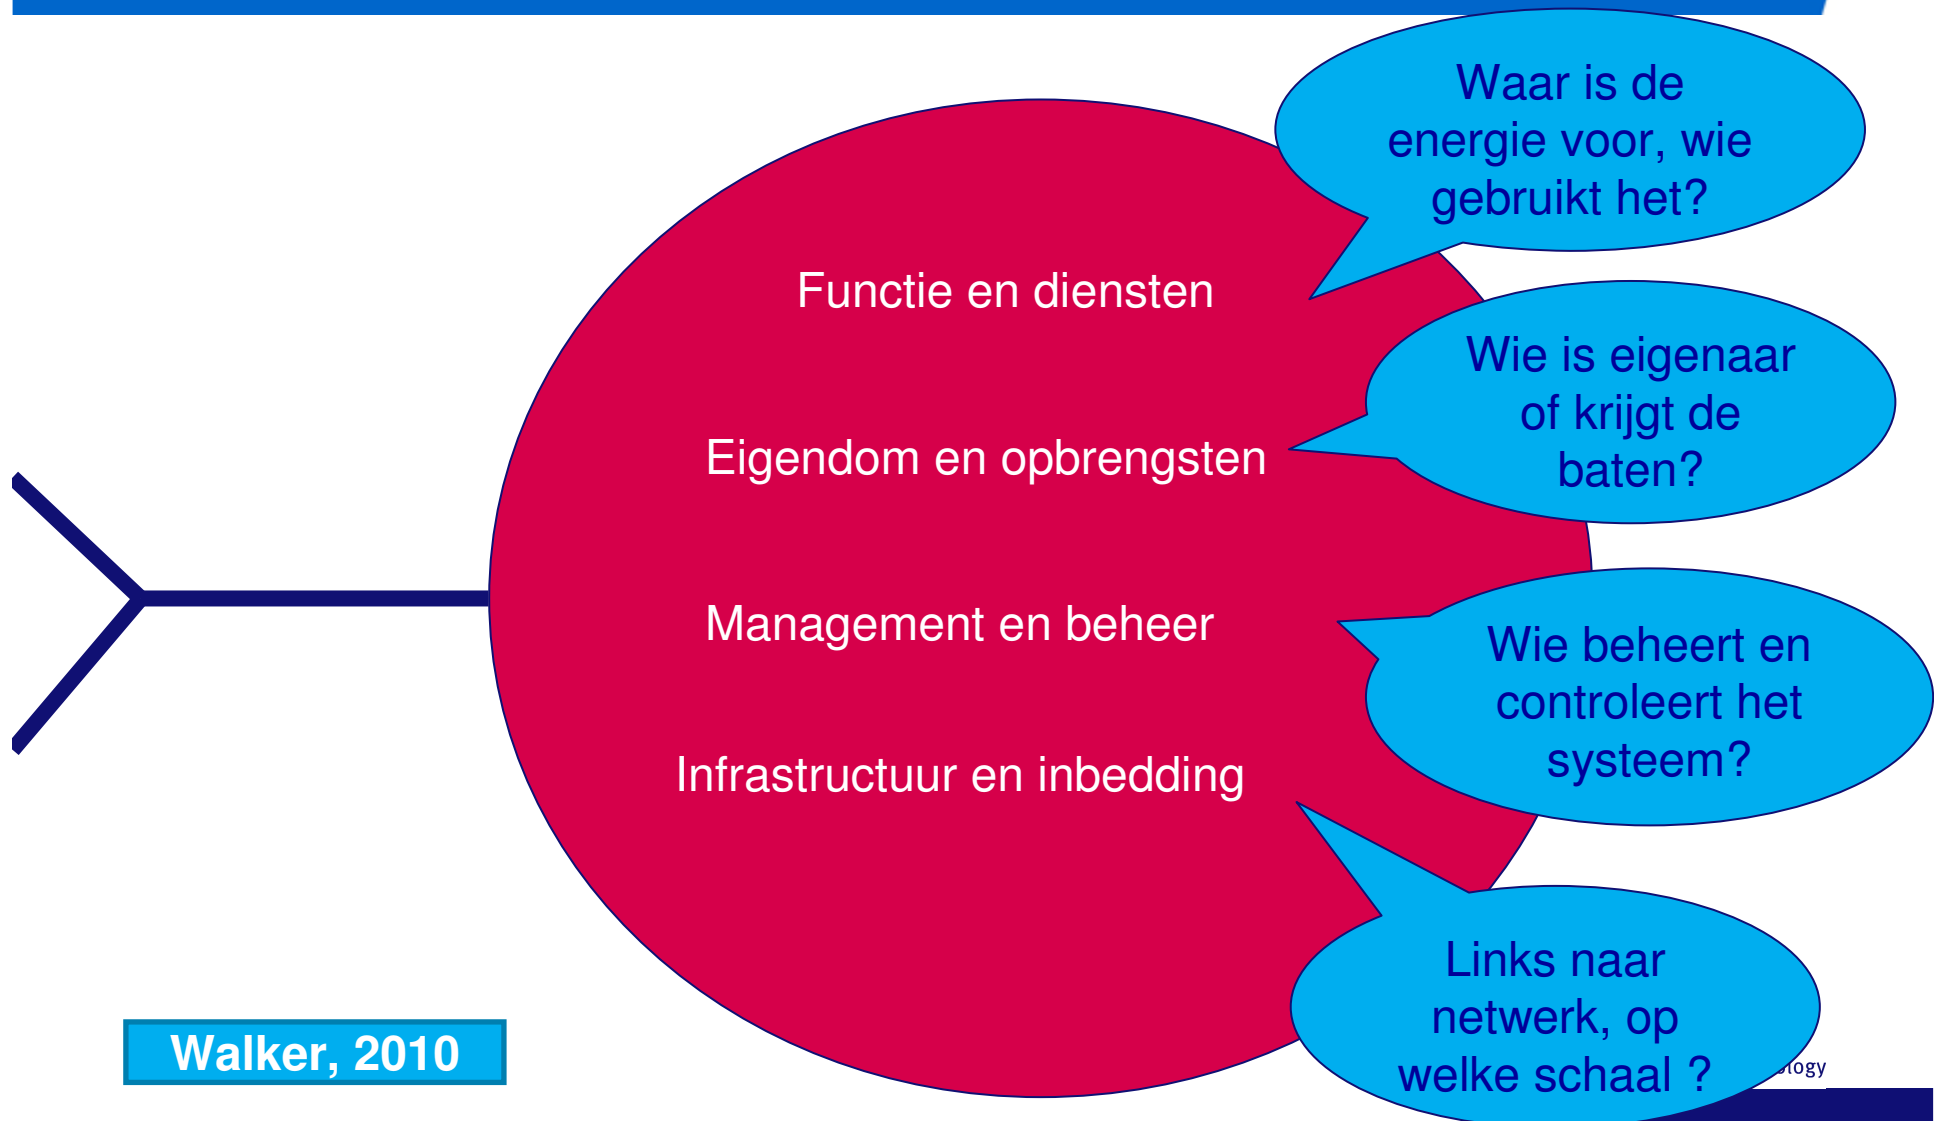 Waar is de
energie voor, wie
gebruikt het?
Functie en diensten
Wie is eigenaar
of krijgt de
baten?
Eigendom en opbrengsten
Management en beheer
Wie beheert en
controleert het
systeem?
Infrastructuur en inbedding
Links naar
netwerk, op
welke schaal ?
Walker, 2010